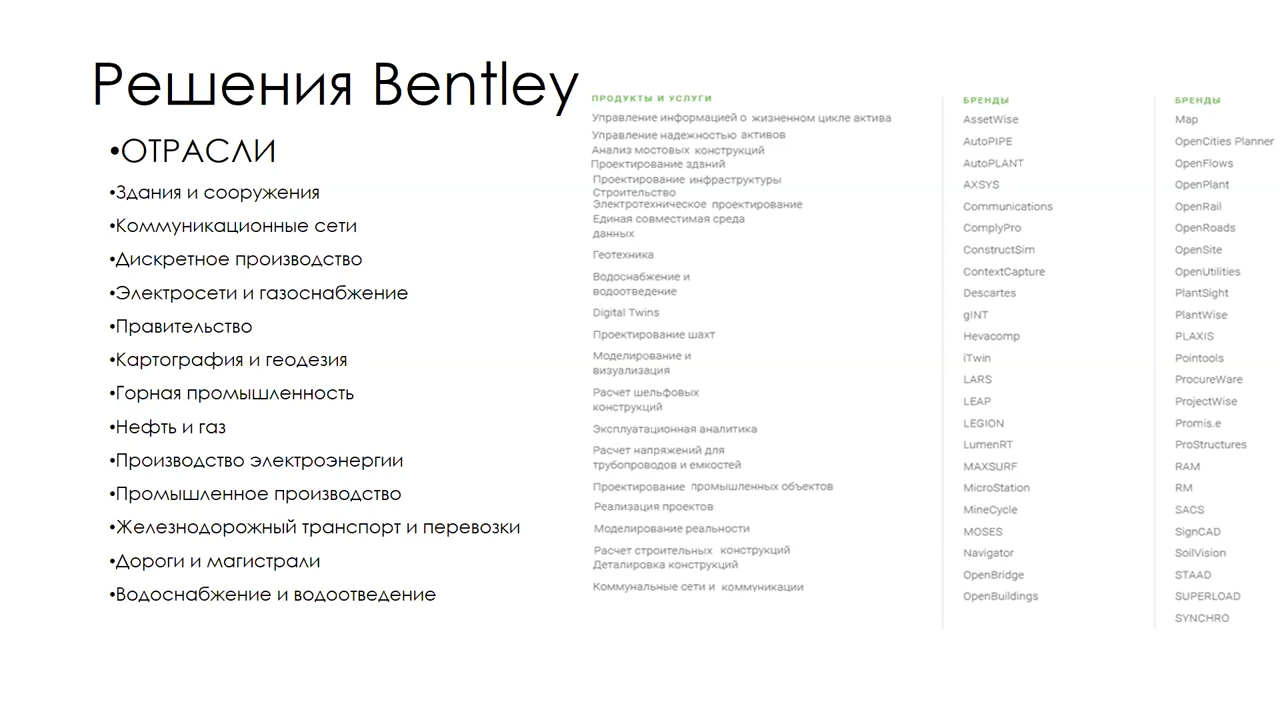 Решения Bentley
•ОТРАСЛИ
•Здания и сооружения
•Коммуникационные сети
•Дискретное производство
•Электросети и газоснабжение
•Правительство
•Картография и геодезия
•Горная промышленность
•Нефть и газ
•Производство электроэнергии
•Промышленное производство
•Железнодорожный транспорт и перевозки
•Дороги и магистрали
•Водоснабжение и водоотведение
ПРОДУКТЫ И УСЛУГИ
Управление информацией о жизненном цикле актива
Управление надежностью активов
Анализ мостовых конструкций
Проектирование зданий
Проектирование инфраструктуры
Строительство
Электротехническое проектирование
Единая совместимая среда
данных
Геотехника
Водоснабжение и
водоотведение
Digital Twins
Проектирование шахт
Моделирование и
визуализация
Расчет шельфовых
конструкций
Эксплуатационная аналитика
Расчет напряжений для
трубопроводов и емкостей
Проектирование промышленных объектов
Реализация проектов
Моделирование реальности
Расчет строительных конструкций
Деталировка конструкций
Коммунальные сети и коммуникации
БРЕНДЫ
AssetWise
AutoPIPE
AutoPLANT
AXSYS
Communications
ComplyPro
ConstructSim
ContextCapture
Descartes
gINT
Hevacomp
iTwin
LARS
LEAP
LEGION
LumenRT
MAXSURF
MicroStation
MineCycle
MOSES
Navigator
OpenBridge
OpenBuildings
БРЕНДЫ
Map
OpenCities Planner
OpenFlows
OpenPlant
OpenRail
OpenRoads
OpenSite
OpenUtilities
PlantSight
PlantWise
PLAXIS
Pointools
ProcureWare
ProjectWise
Promis.e
ProStructures
RAM
RM
SACS
SignCAD
SoilVision
STAAD
SUPERLOAD
SYNCHRO